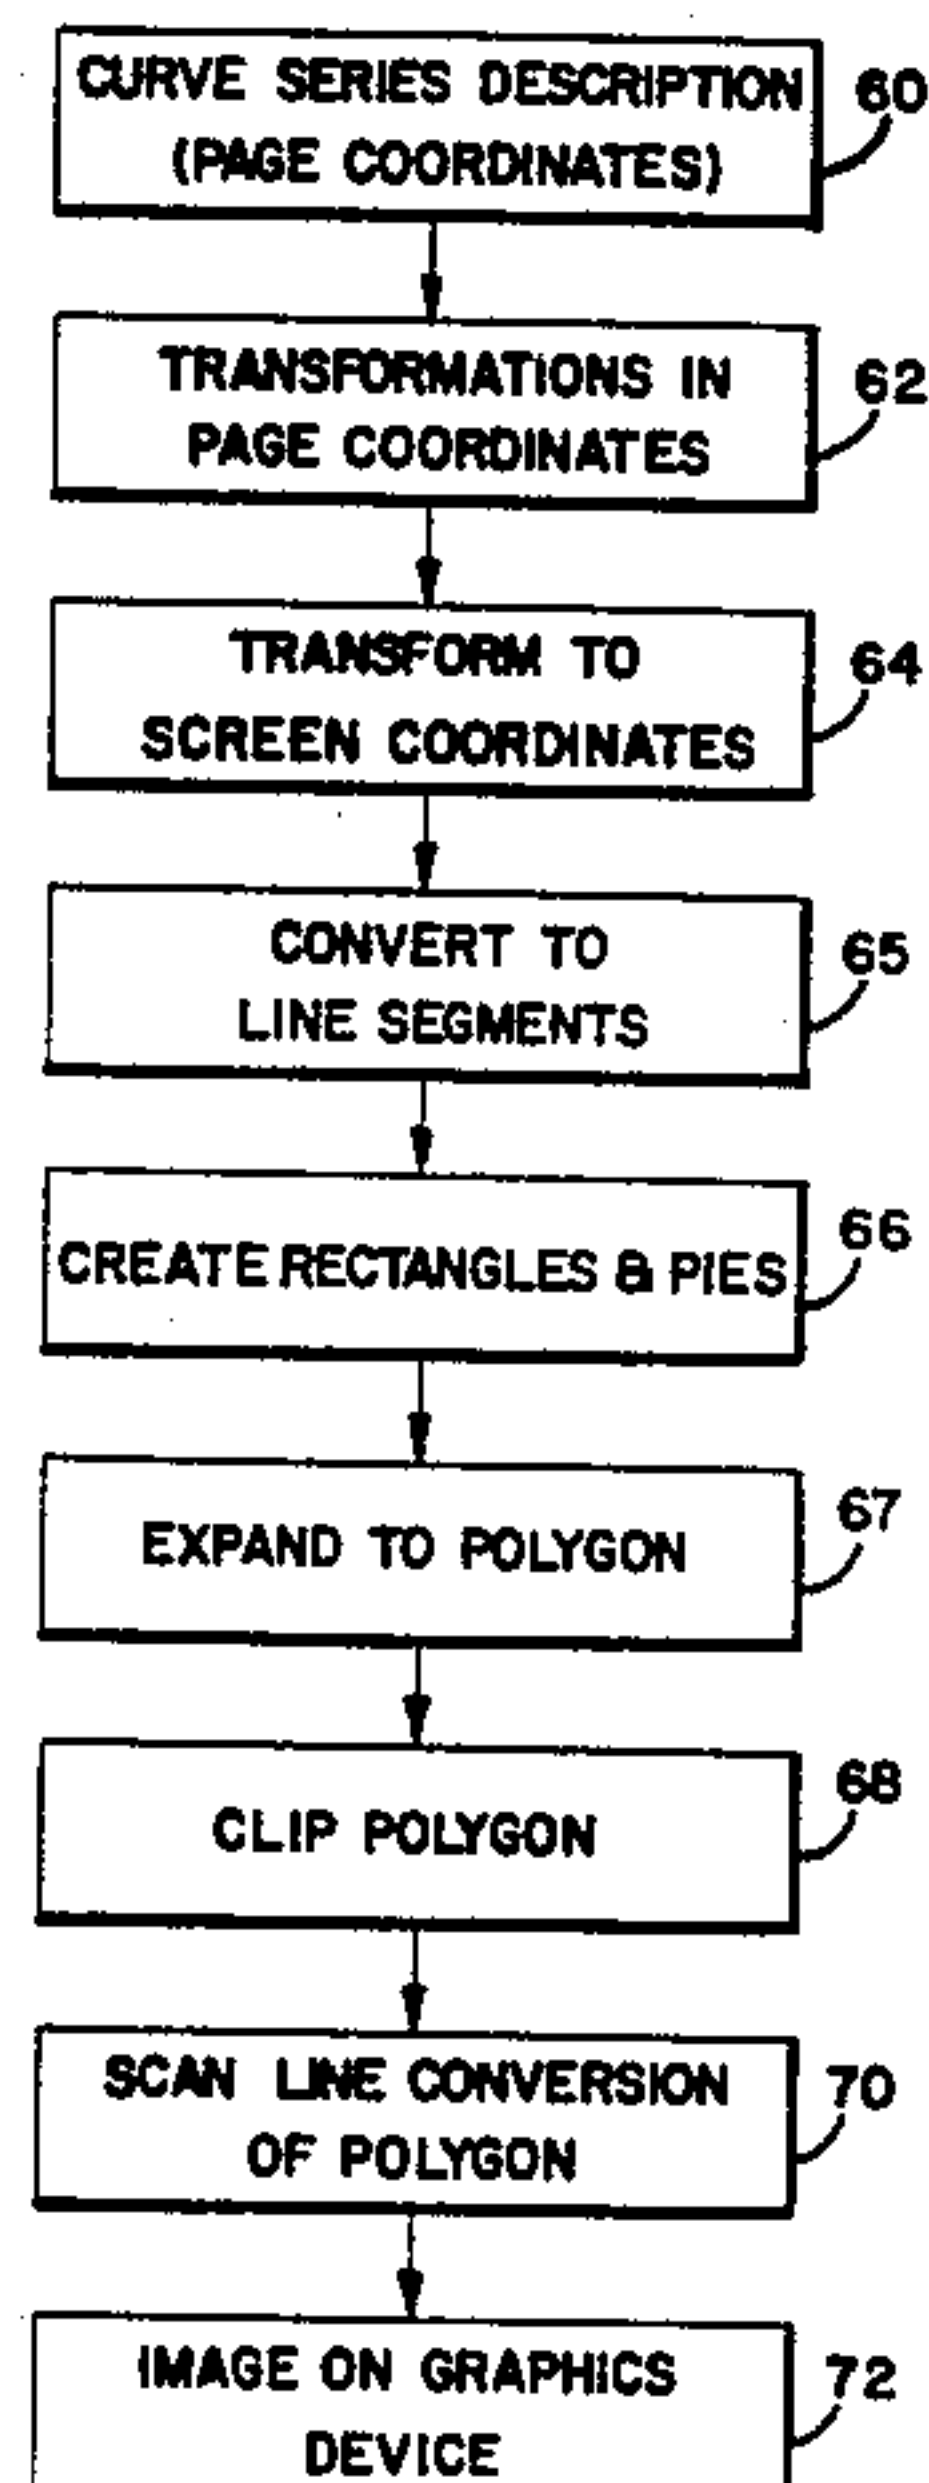 CURVE SERIES DESCRIPTION
(PAGE COORDINATES)
60
TRANSFORMATIONS IN
PAGE COORDINATES
62
TRANSFORM TO
SCREEN COORDINATES
64
CONVERT TO
LINE SEGMENTS
65
CREATE RECTANGLES & PIES
66
EXPAND TO POLYGON
67
CLIP POLYGON
68
SCAN LINE CONVERSION
OF POLYGON
70
IMAGE ON GRAPHICS
DEVICE
72